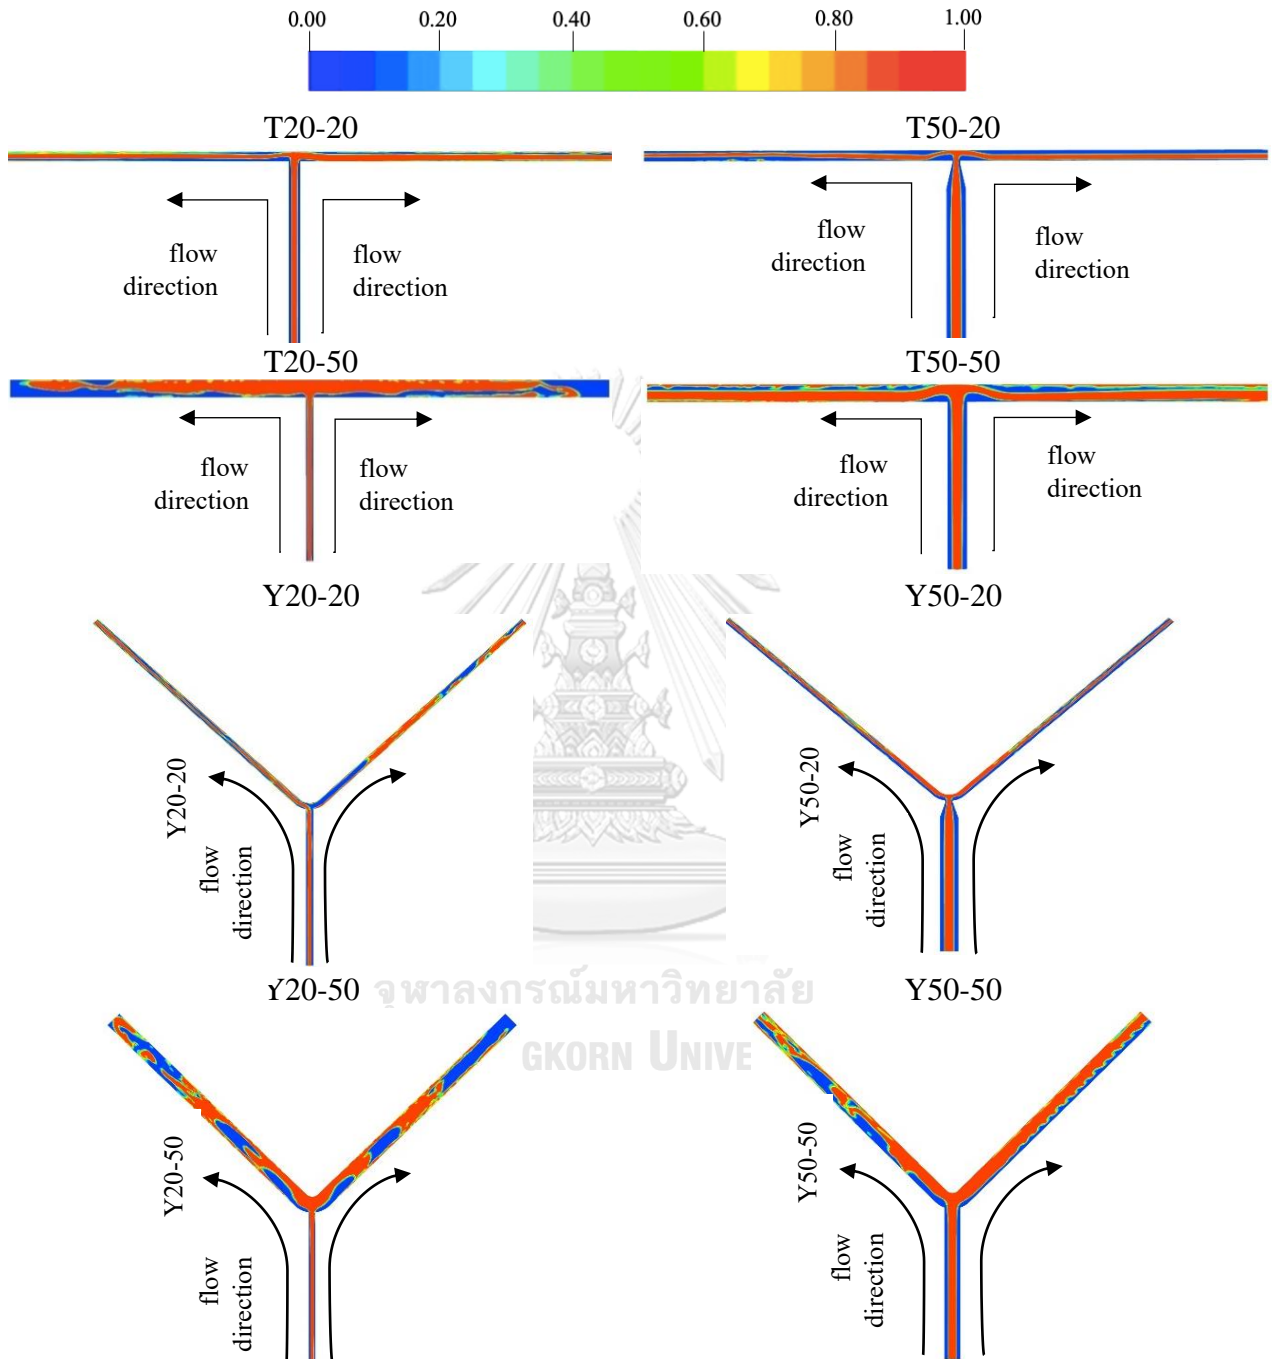 0.00 0.20 0.40 0.60 0.80 1.00
T20-20 T50-20
flow
direction
flow
direction
flow
direction
flow
direction
T20-50 T50-50
flow
direction
flow
direction
flow
direction
flow
direction
Y20-20 Y50-20
Y20-20
flow
direction
Y50-20
flow
direction
Y20-50 Y50-50
จุฬาลงกรณ์มหาวิทยาลัย
GKORN UNIVE
Y20-50
flow
direction
Y50-50
flow
direction